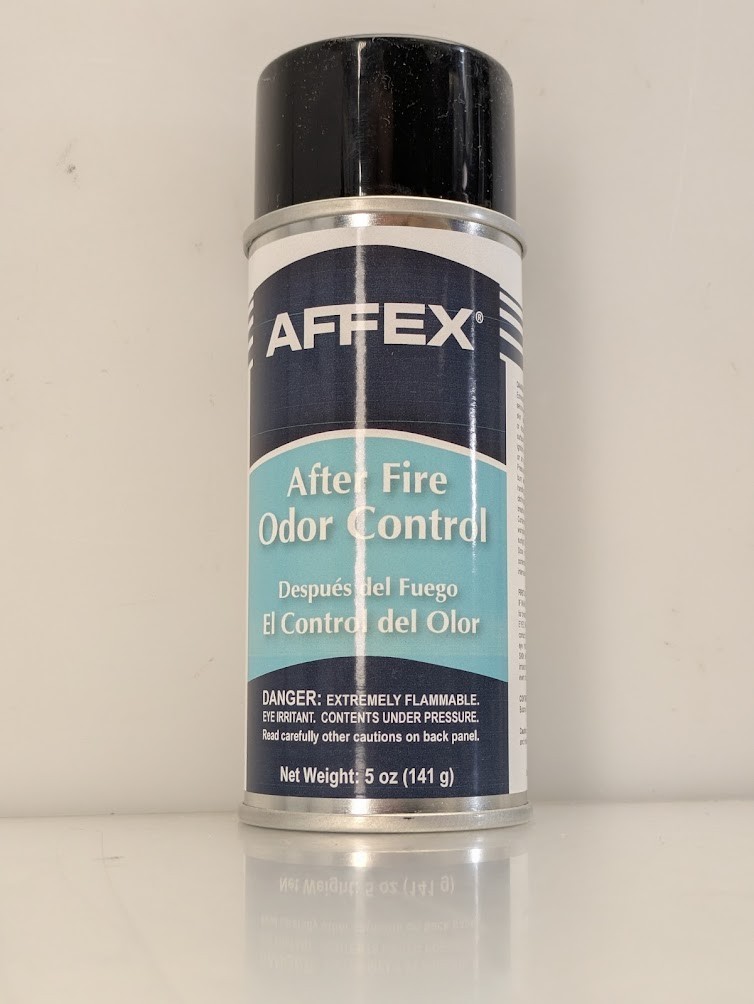 AFFEX®
After Fire
Odor Control
Después del Fuego
El Control del Olor
DANGER: EXTREMELY FLAMMABLE.
EYE IRRITANT. CONTENTS UNDER PRESSURE.
Read carefully other cautions on back panel.
Net Weight: 5 oz (141 g)